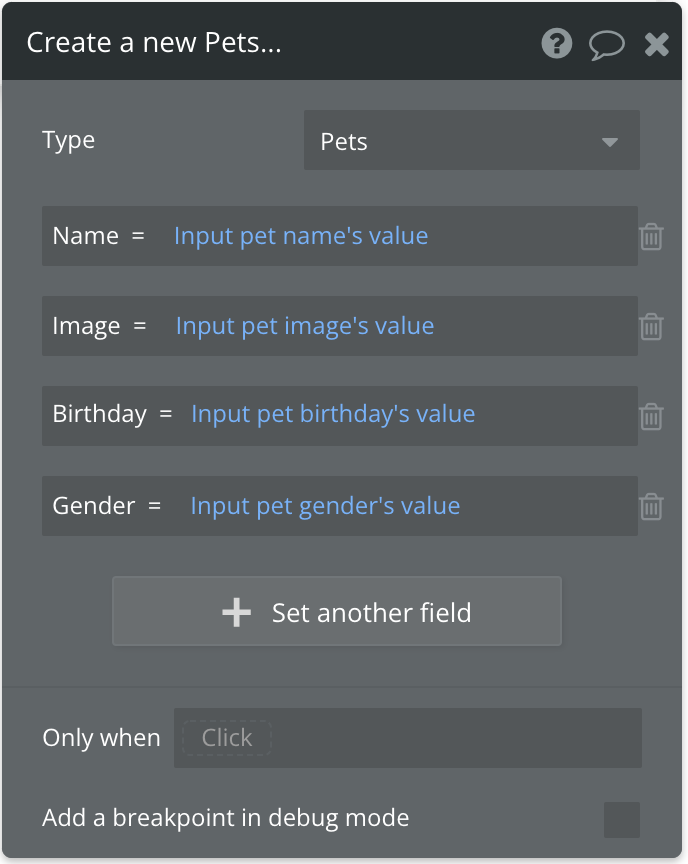 Create a new Pets...
Type Pets
Name = Input pet name's value
Image = Input pet image's value
Birthday = Input pet birthday's value
Gender = Input pet gender's value
Set another field
Only when Click
Add a breakpoint in debug mode